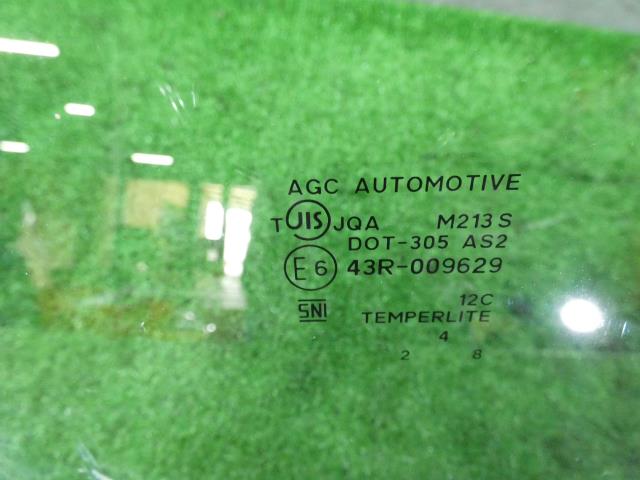 AGC AUTOMOTIVE
T JIS JQA M213S
DOT-305 AS2
E6 43R-009629
SNI 12C
TEMPERLITE
4
2 8